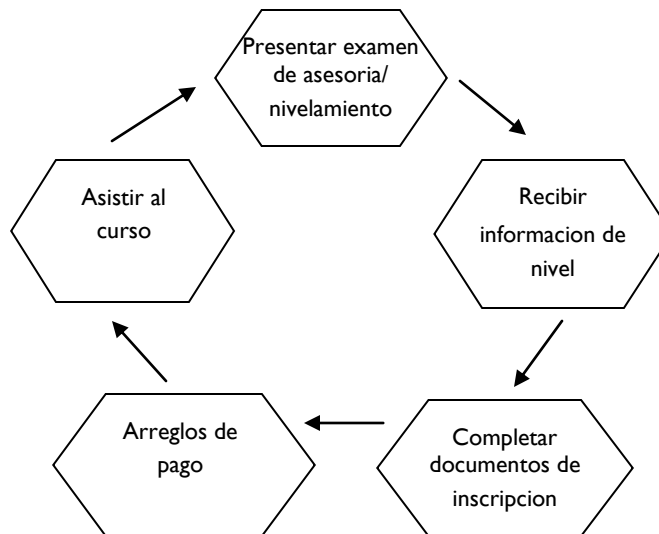 Presentar examen
de asesoria/
nivelamiento
Recibir
informacion de
nivel
Completar
documentos de
inscripcion
Arreglos de
pago
Asistir al
curso